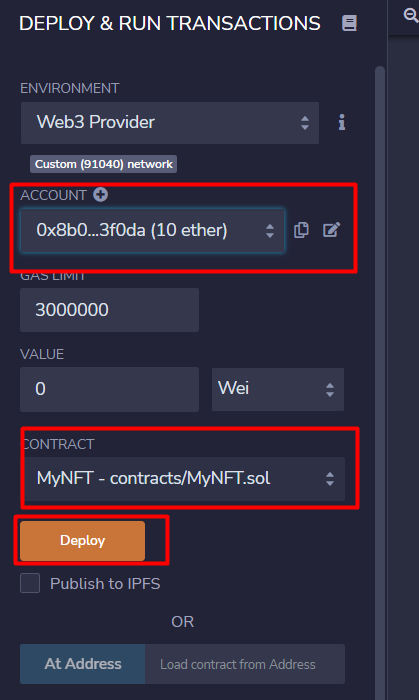 DEPLOY & RUN TRANSACTIONS
ENVIRONMENT
Web3 Provider
Custom (91040) network
ACCOUNT
0x8b0...3f0da (10 ether)
GAS LIMIT
3000000
VALUE
0 Wei
CONTRACT
MyNFT - contracts/MyNFT.sol
Deploy
Publish to IPFS
OR
At Address Load contract from Address